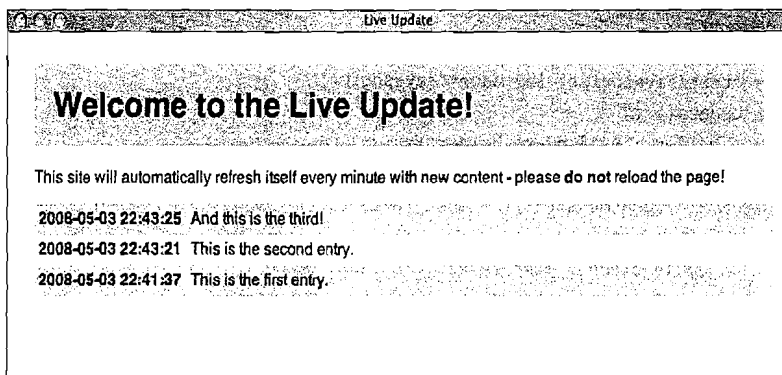 Live Update
Welcome to the Live Update!
This site will automatically refresh itself every minute with new content - please do not reload the page!
2008-05-03 22:43:25 And this is the third!
2008-05-03 22:43:21 This is the second entry.
2008-05-03 22:41:37 This is the first entry.